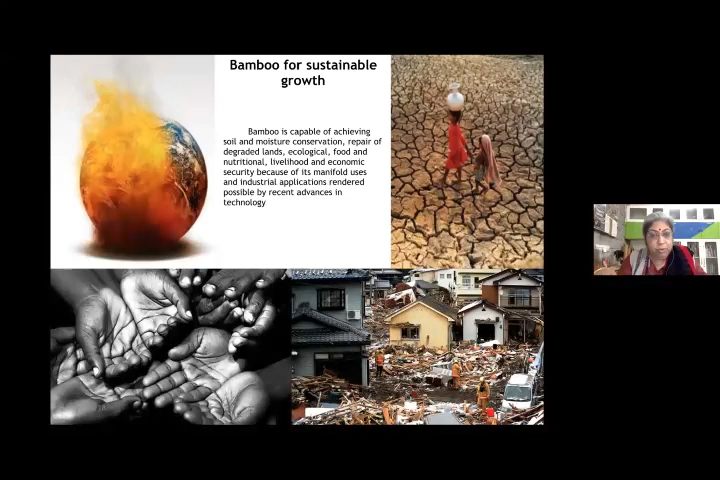 Bamboo for sustainable
growth
Bamboo is capable of achieving
soil and moisture conservation, repair of
degraded lands, ecological, food and
nutritional, livelihood and economic
security because of its manifold uses
and industrial applications rendered
possible by recent advances in
technology